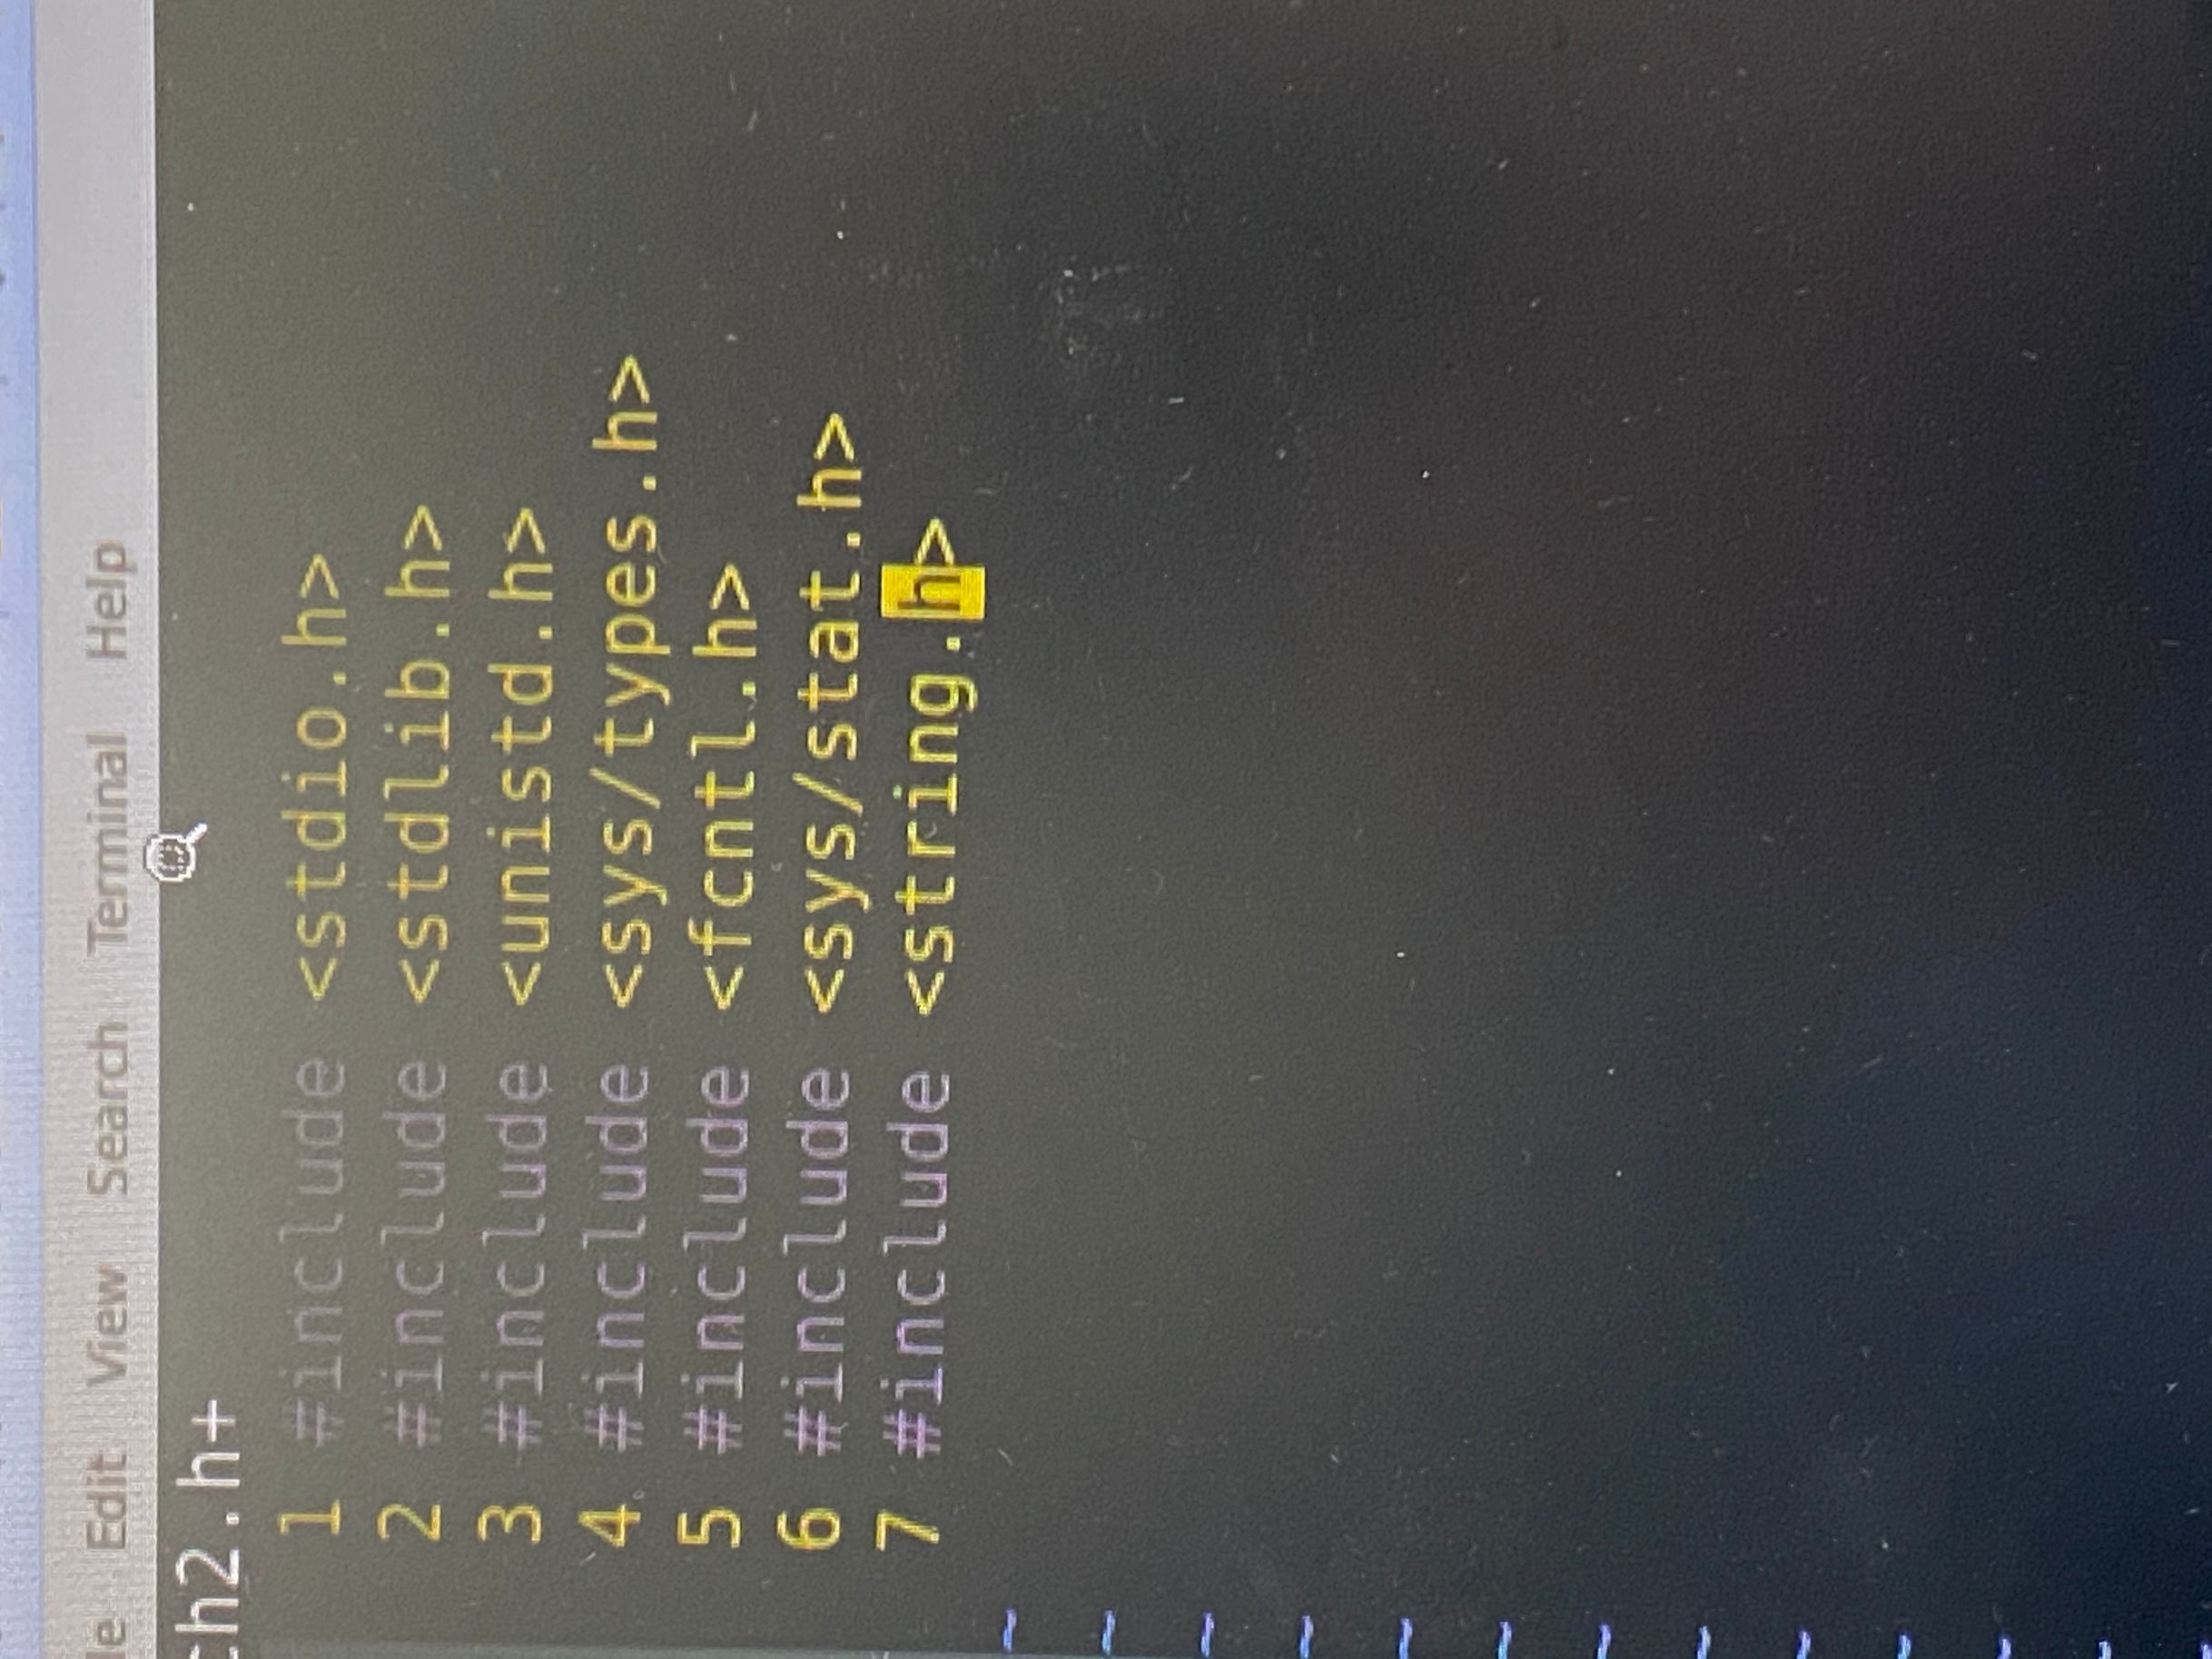 Edit View Search Terminal Help
ch2.h+
1 #include <stdio.h>
2 #include <stdlib.h>
3 #include <unistd.h>
4 #include <sys/types.h>
5 #include <fcntl.h>
6 #include <sys/stat.h>
7 #include <string.h>
~
~
~
~
~
~
~
~
~
~
~
~
~